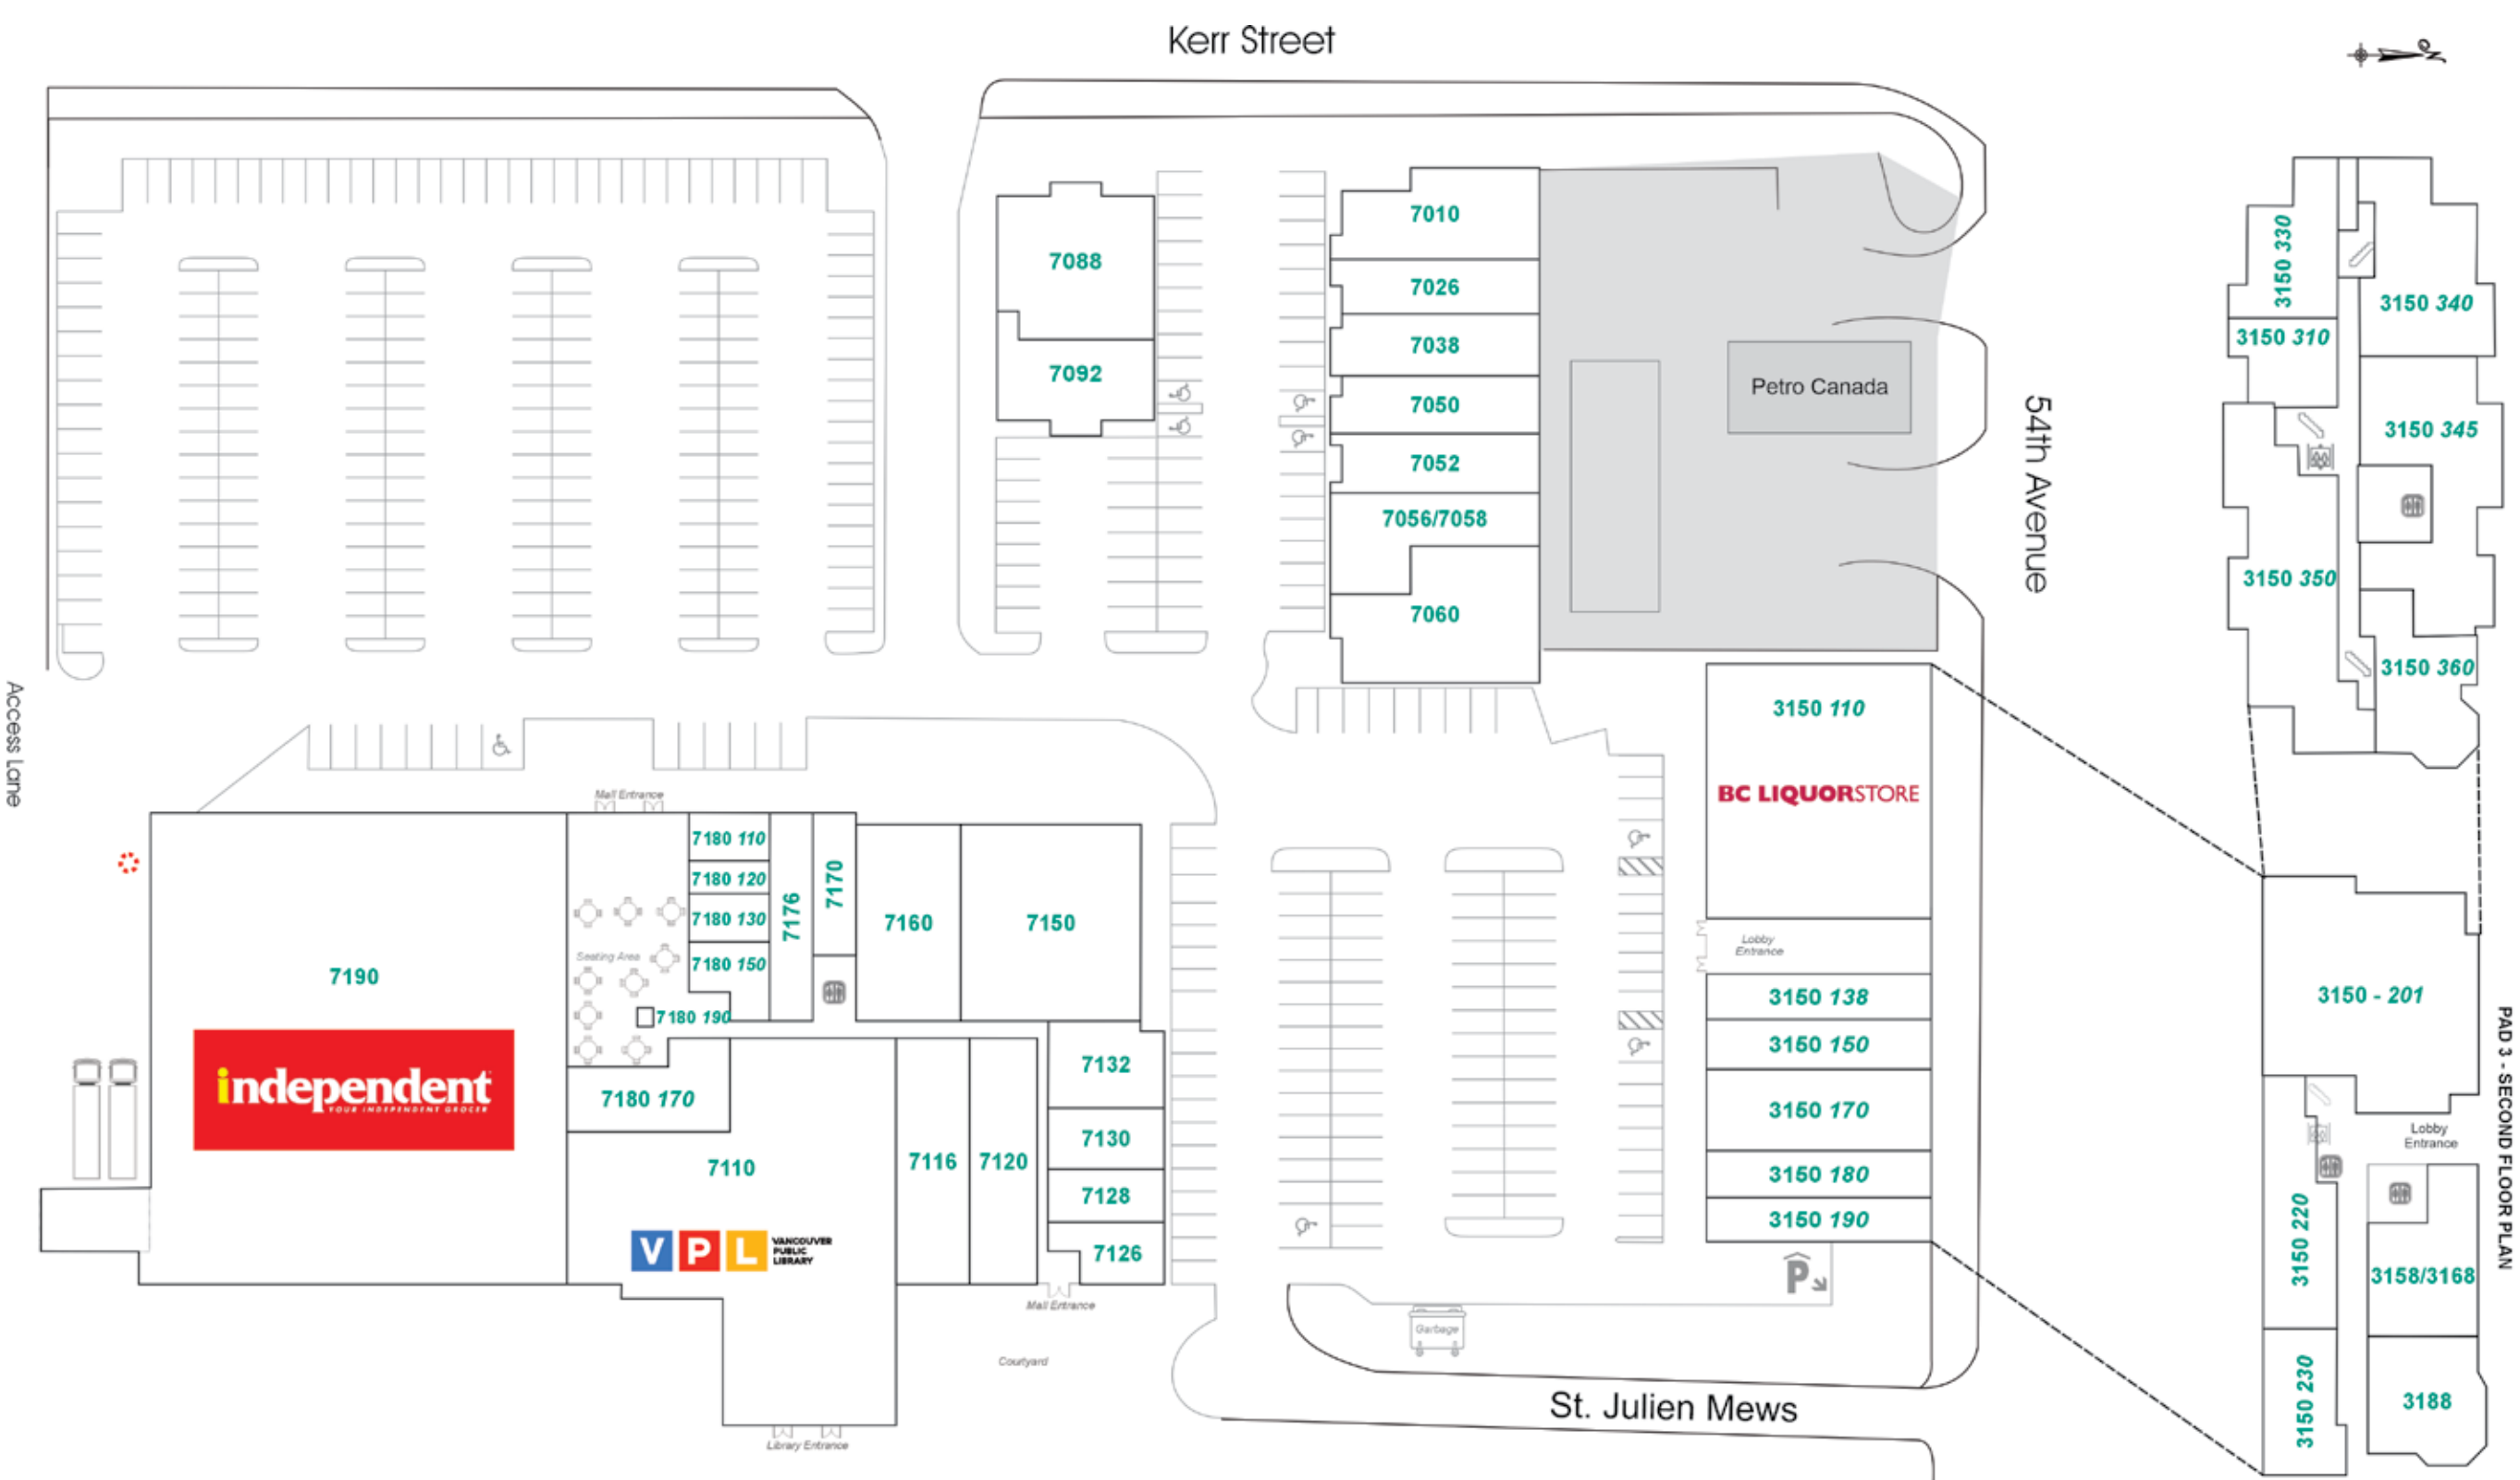 Kerr Street
N
7010
7088
7026
7038
7092
7050
7052
7056/7058
7060
Petro Canada
54th Avenue
3150 330
3150 340
3150 310
3150 345
3150 350
3150 360
Access Lane
3150 110
BC LIQUORSTORE
Lobby
Entrance
3150 138
3150 150
3150 170
3150 180
3150 190
P
Mall Entrance
7180 110
7180 120
7180 130
7180 150
7180 190
7176
7170
7160
7150
Seating Area
7190
independent
YOUR INDEPENDENT GROCER
7180 170
7110
VPL
VANCOUVER
PUBLIC
LIBRARY
7116
7120
7132
7130
7128
7126
Mall Entrance
Courtyard
Library Entrance
Garbage
St. Julien Mews
3150 - 201
Lobby
Entrance
3150 220
3158/3168
3150 230
3188
PAD 3 - SECOND FLOOR PLAN